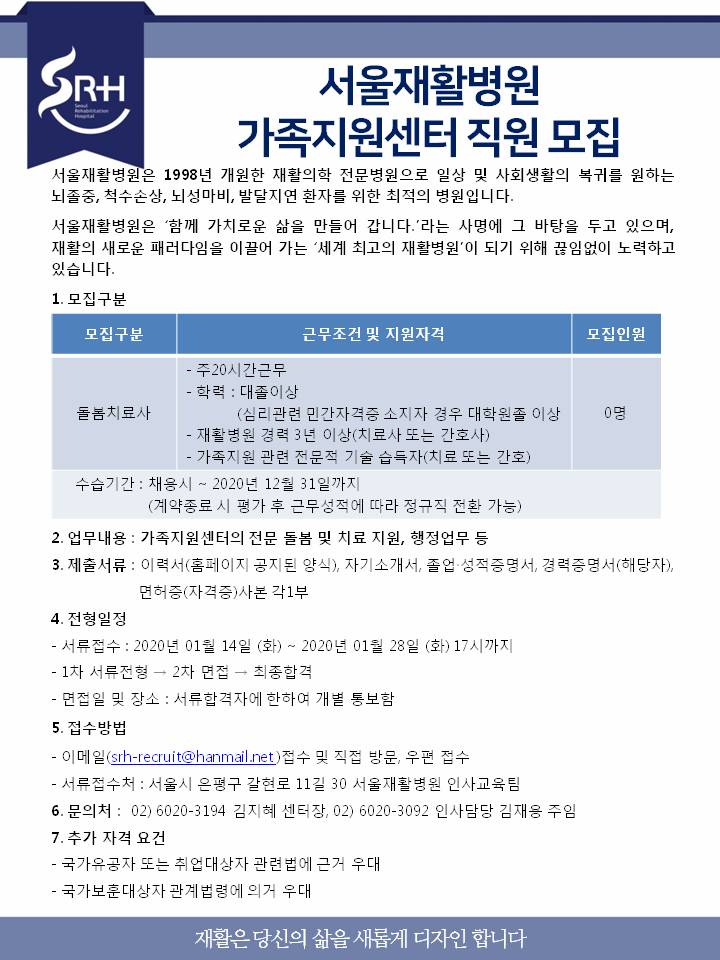 SRH
Seoul
Rehabilitation
Hospital
서울재활병원
가족지원센터 직원 모집
서울재활병원은 1998년 개원한 재활의학 전문병원으로 일상 및 사회생활의 복귀를 원하는
뇌졸중, 척수손상, 뇌성마비, 발달지연 환자를 위한 최적의 병원입니다.
서울재활병원은 ‘함께 가치로운 삶을 만들어 갑니다.’라는 사명에 그 바탕을 두고 있으며,
재활의 새로운 패러다임을 이끌어 가는 ‘세계 최고의 재활병원’이 되기 위해 끊임없이 노력하고
있습니다.
1. 모집구분
모집구분 근무조건 및 지원자격 모집인원
- 주20시간근무
- 학력 : 대졸이상
(심리관련 민간자격증 소지자 경우 대학원졸 이상
돌봄치료사 0명
- 재활병원 경력 3년 이상(치료사 또는 간호사)
- 가족지원 관련 전문적 기술 습득자(치료 또는 간호)
수습기간 : 채용시 ~ 2020년 12월 31일까지
(계약종료 시 평가 후 근무성적에 따라 정규직 전환 가능)
2. 업무내용 : 가족지원센터의 전문 돌봄 및 치료 지원, 행정업무 등
3. 제출서류 : 이력서(홈페이지 공지된 양식), 자기소개서, 졸업·성적증명서, 경력증명서(해당자),
면허증(자격증)사본 각1부
4. 전형일정
- 서류접수 : 2020년 01월 14일 (화) ~ 2020년 01월 28일 (화) 17시까지
- 1차 서류전형 → 2차 면접 → 최종합격
- 면접일 및 장소 : 서류합격자에 한하여 개별 통보함
5. 접수방법
- 이메일(srh-recruit@hanmail.net )접수 및 직접 방문, 우편 접수
- 서류접수처 : 서울시 은평구 갈현로 11길 30 서울재활병원 인사교육팀
6. 문의처 : 02) 6020-3194 김지혜 센터장, 02) 6020-3092 인사담당 김재용 주임
7. 추가 자격 요건
- 국가유공자 또는 취업대상자 관련법에 근거 우대
- 국가보훈대상자 관계법령에 의거 우대
재활은 당신의 삶을 새롭게 디자인 합니다